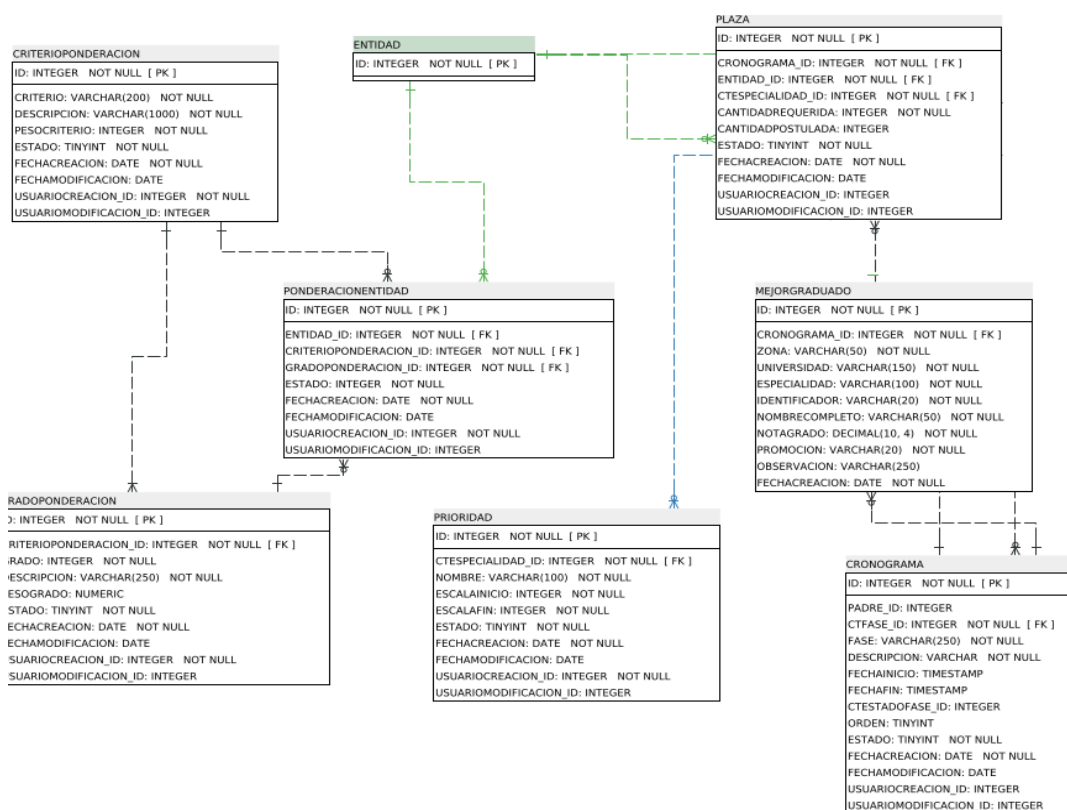 CRITERIOPONDERACION
ID: INTEGER NOT NULL [ PK ]
CRITERIO: VARCHAR(200) NOT NULL
DESCRIPCION: VARCHAR(1000) NOT NULL
PESOCRITERIO: INTEGER NOT NULL
ESTADO: TINYINT NOT NULL
FECHACREACION: DATE NOT NULL
FECHAMODIFICACION: DATE
USUARIOCREACION_ID: INTEGER NOT NULL
USUARIOMODIFICACION_ID: INTEGER
ENTIDAD
ID: INTEGER NOT NULL [ PK ]
PLAZA
ID: INTEGER NOT NULL [ PK ]
CRONOGRAMA_ID: INTEGER NOT NULL [ FK ]
ENTIDAD_ID: INTEGER NOT NULL [ FK ]
CTESPECIALIDAD_ID: INTEGER NOT NULL [ FK ]
CANTIDADREQUERIDA: INTEGER NOT NULL
CANTIDADPOSTULADA: INTEGER
ESTADO: TINYINT NOT NULL
FECHACREACION: DATE NOT NULL
FECHAMODIFICACION: DATE
USUARIOCREACION_ID: INTEGER
USUARIOMODIFICACION_ID: INTEGER
PONDERACIONENTIDAD
ID: INTEGER NOT NULL [ PK ]
ENTIDAD_ID: INTEGER NOT NULL [ FK ]
CRITERIOPONDERACION_ID: INTEGER NOT NULL [ FK ]
GRADOPONDERACION_ID: INTEGER NOT NULL [ FK ]
ESTADO: INTEGER NOT NULL
FECHACREACION: DATE NOT NULL
FECHAMODIFICACION: DATE
USUARIOCREACION_ID: INTEGER NOT NULL
USUARIOMODIFICACION_ID: INTEGER
MEJORGRADUADO
ID: INTEGER NOT NULL [ PK ]
CRONOGRAMA_ID: INTEGER NOT NULL [ FK ]
ZONA: VARCHAR(50) NOT NULL
UNIVERSIDAD: VARCHAR(150) NOT NULL
ESPECIALIDAD: VARCHAR(100) NOT NULL
IDENTIFICADOR: VARCHAR(20) NOT NULL
NOMBRECOMPLETO: VARCHAR(50) NOT NULL
NOTAGRADO: DECIMAL(10, 4) NOT NULL
PROMOCION: VARCHAR(20) NOT NULL
OBSERVACION: VARCHAR(250)
FECHACREACION: DATE NOT NULL
RADOPONDERACION
D: INTEGER NOT NULL [ PK ]
RITERIOPONDERACION_ID: INTEGER NOT NULL [ FK ]
RADO: INTEGER NOT NULL
ESCRIPCION: VARCHAR(250) NOT NULL
ESOGRADO: NUMERIC
STADO: TINYINT NOT NULL
ECHACREACION: DATE NOT NULL
ECHAMODIFICACION: DATE
SUARIOCREACION_ID: INTEGER NOT NULL
SUARIOMODIFICACION_ID: INTEGER
PRIORIDAD
ID: INTEGER NOT NULL [ PK ]
CTESPECIALIDAD_ID: INTEGER NOT NULL [ FK ]
NOMBRE: VARCHAR(100) NOT NULL
ESCALAINICIO: INTEGER NOT NULL
ESCALAFIN: INTEGER NOT NULL
ESTADO: TINYINT NOT NULL
FECHACREACION: DATE NOT NULL
FECHAMODIFICACION: DATE
USUARIOCREACION_ID: INTEGER NOT NULL
USUARIOMODIFICACION_ID: INTEGER
CRONOGRAMA
ID: INTEGER NOT NULL [ PK ]
PADRE_ID: INTEGER
CTFASE_ID: INTEGER NOT NULL [ FK ]
FASE: VARCHAR(250) NOT NULL
DESCRIPCION: VARCHAR NOT NULL
FECHAINICIO: TIMESTAMP
FECHAFIN: TIMESTAMP
CTESTADOFASE_ID: INTEGER
ORDEN: TINYINT
ESTADO: TINYINT NOT NULL
FECHACREACION: DATE NOT NULL
FECHAMODIFICACION: DATE
USUARIOCREACION_ID: INTEGER
USUARIOMODIFICACION_ID: INTEGER